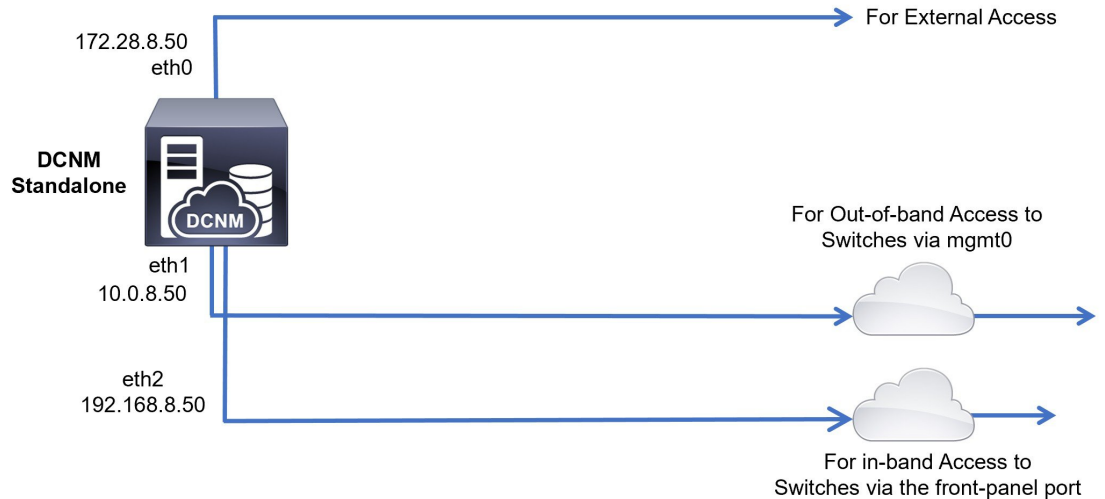 For External Access
172.28.8.50
eth0
DCNM
Standalone
DCNM
For Out-of-band Access to
Switches via mgmt0
eth1
10.0.8.50
eth2
192.168.8.50
For in-band Access to
Switches via the front-panel port